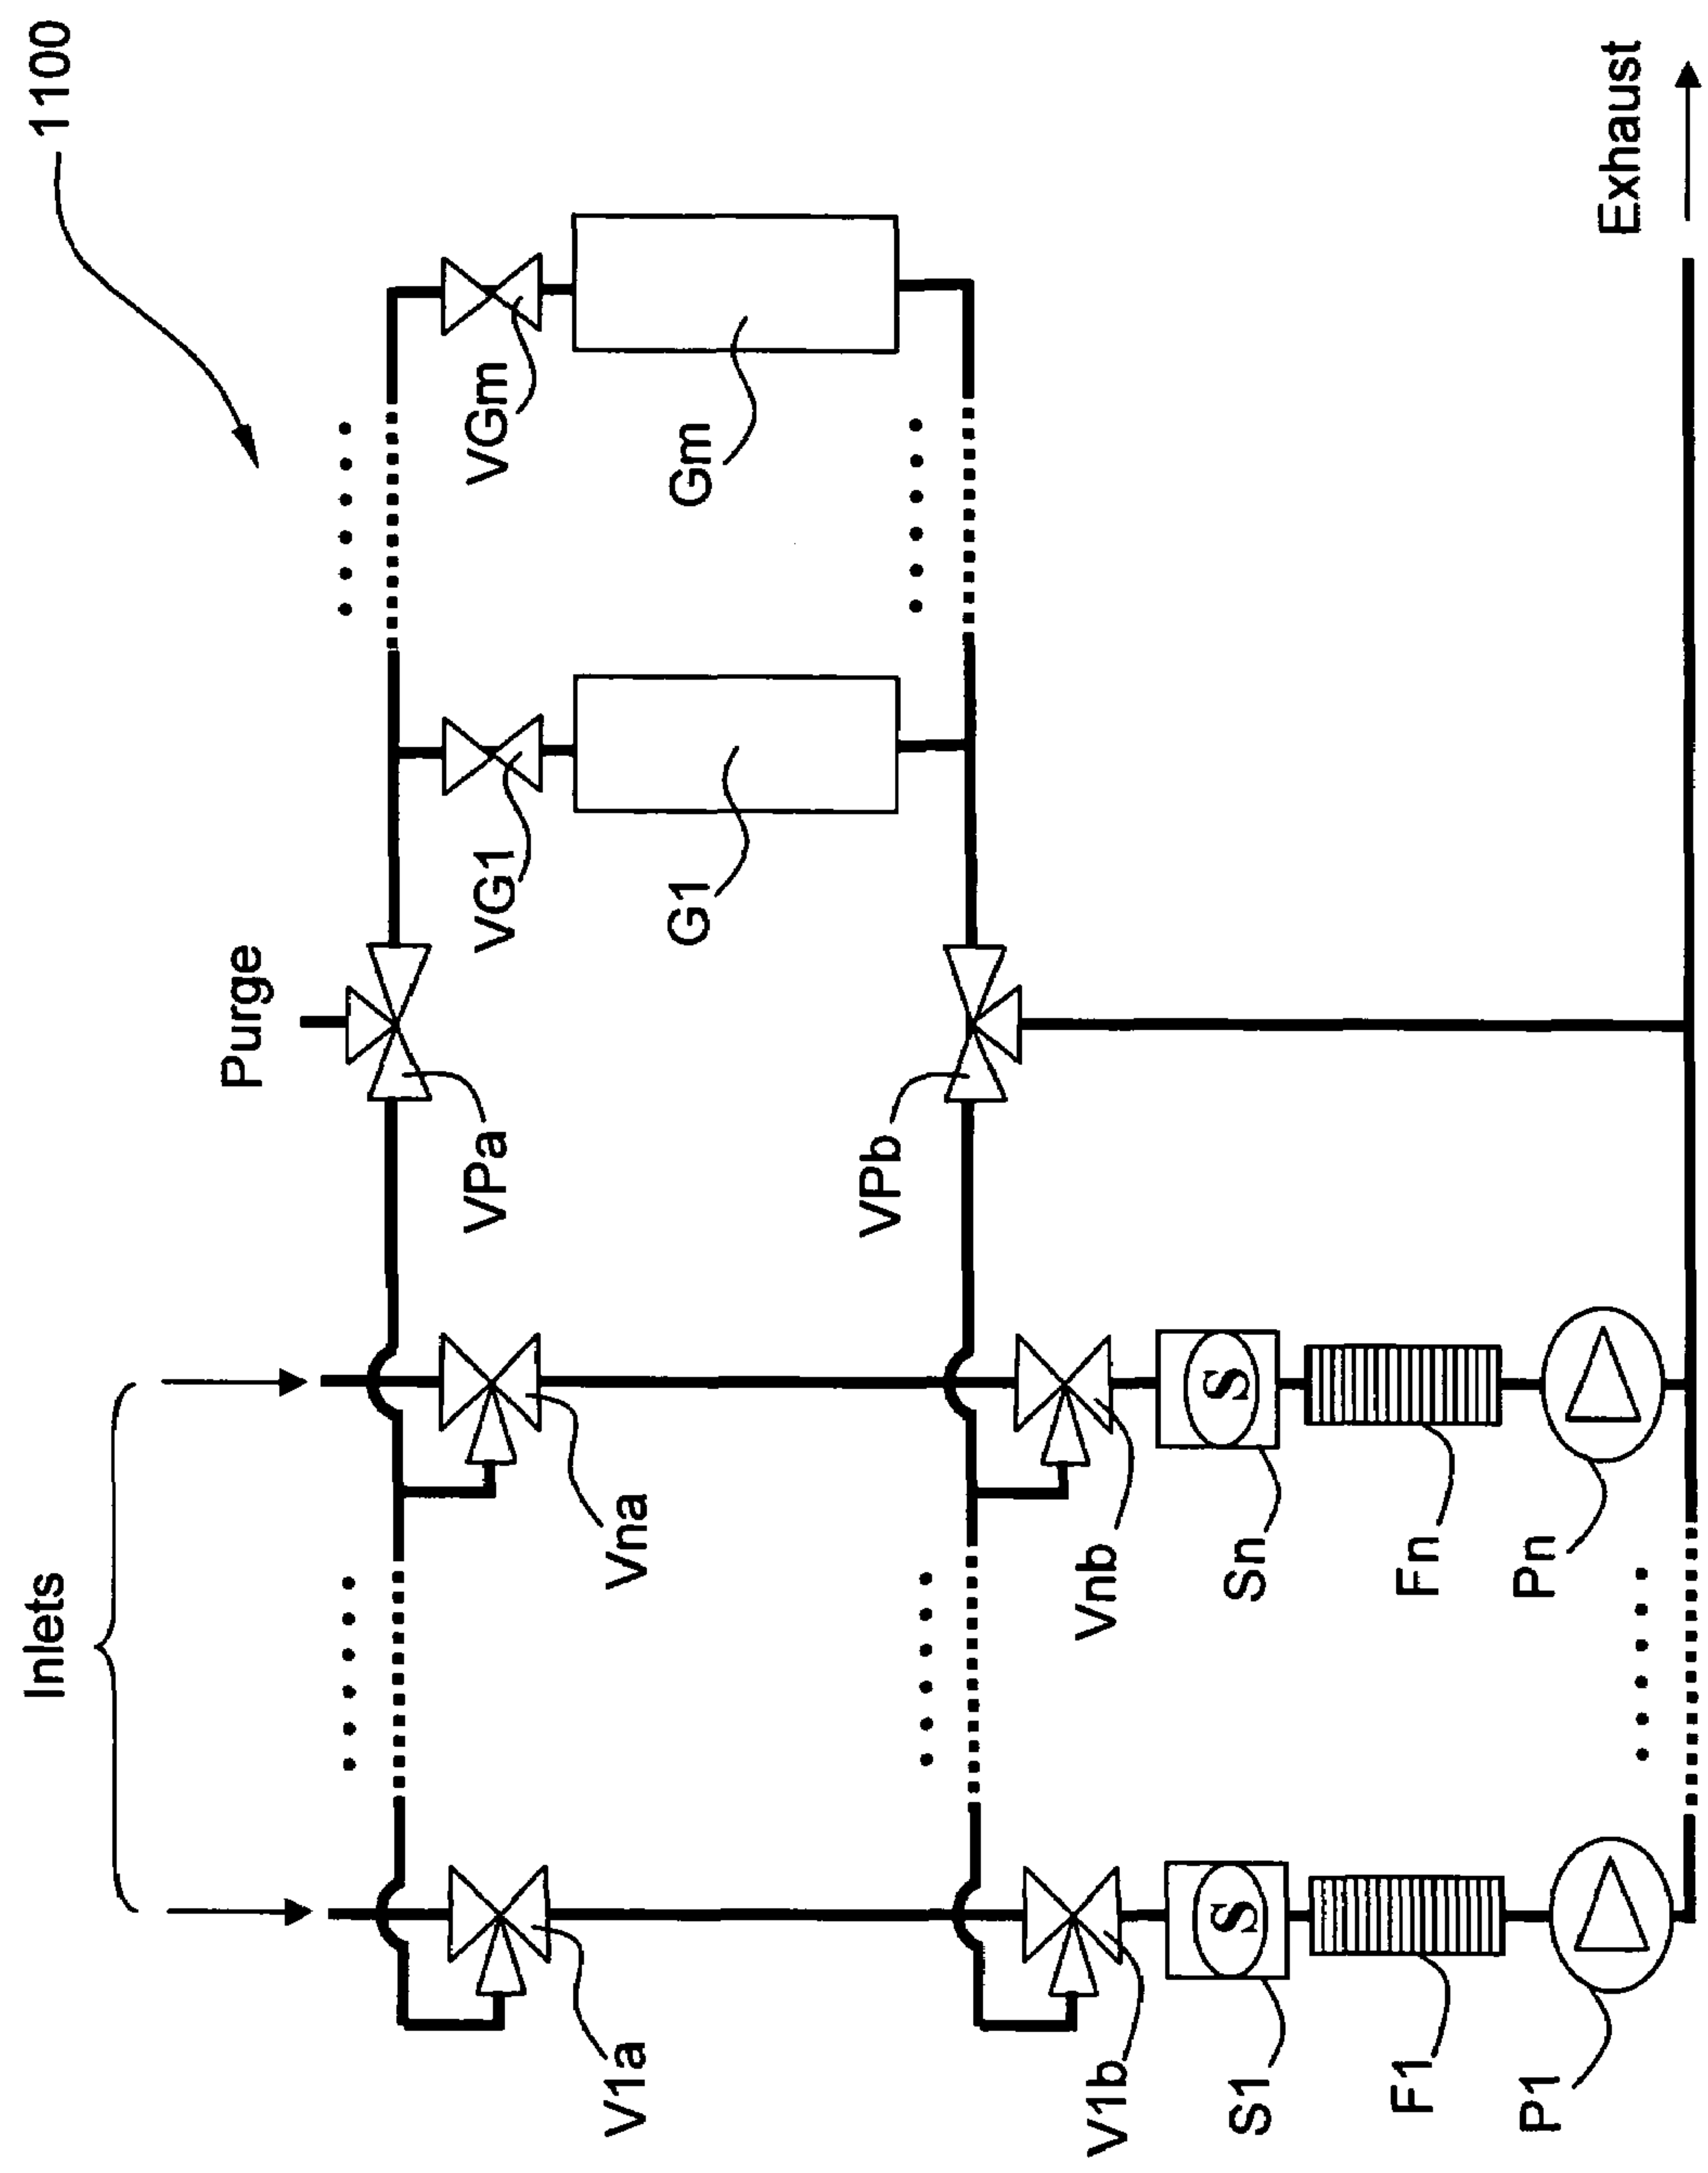 1100
Inlets
Purge
Exhaust
VPa
VG1
VGm
V1a
Vna
G1
Gm
VPb
V1b
Vnb
S
S
S1
Sn
F1
Fn
P1
Pn